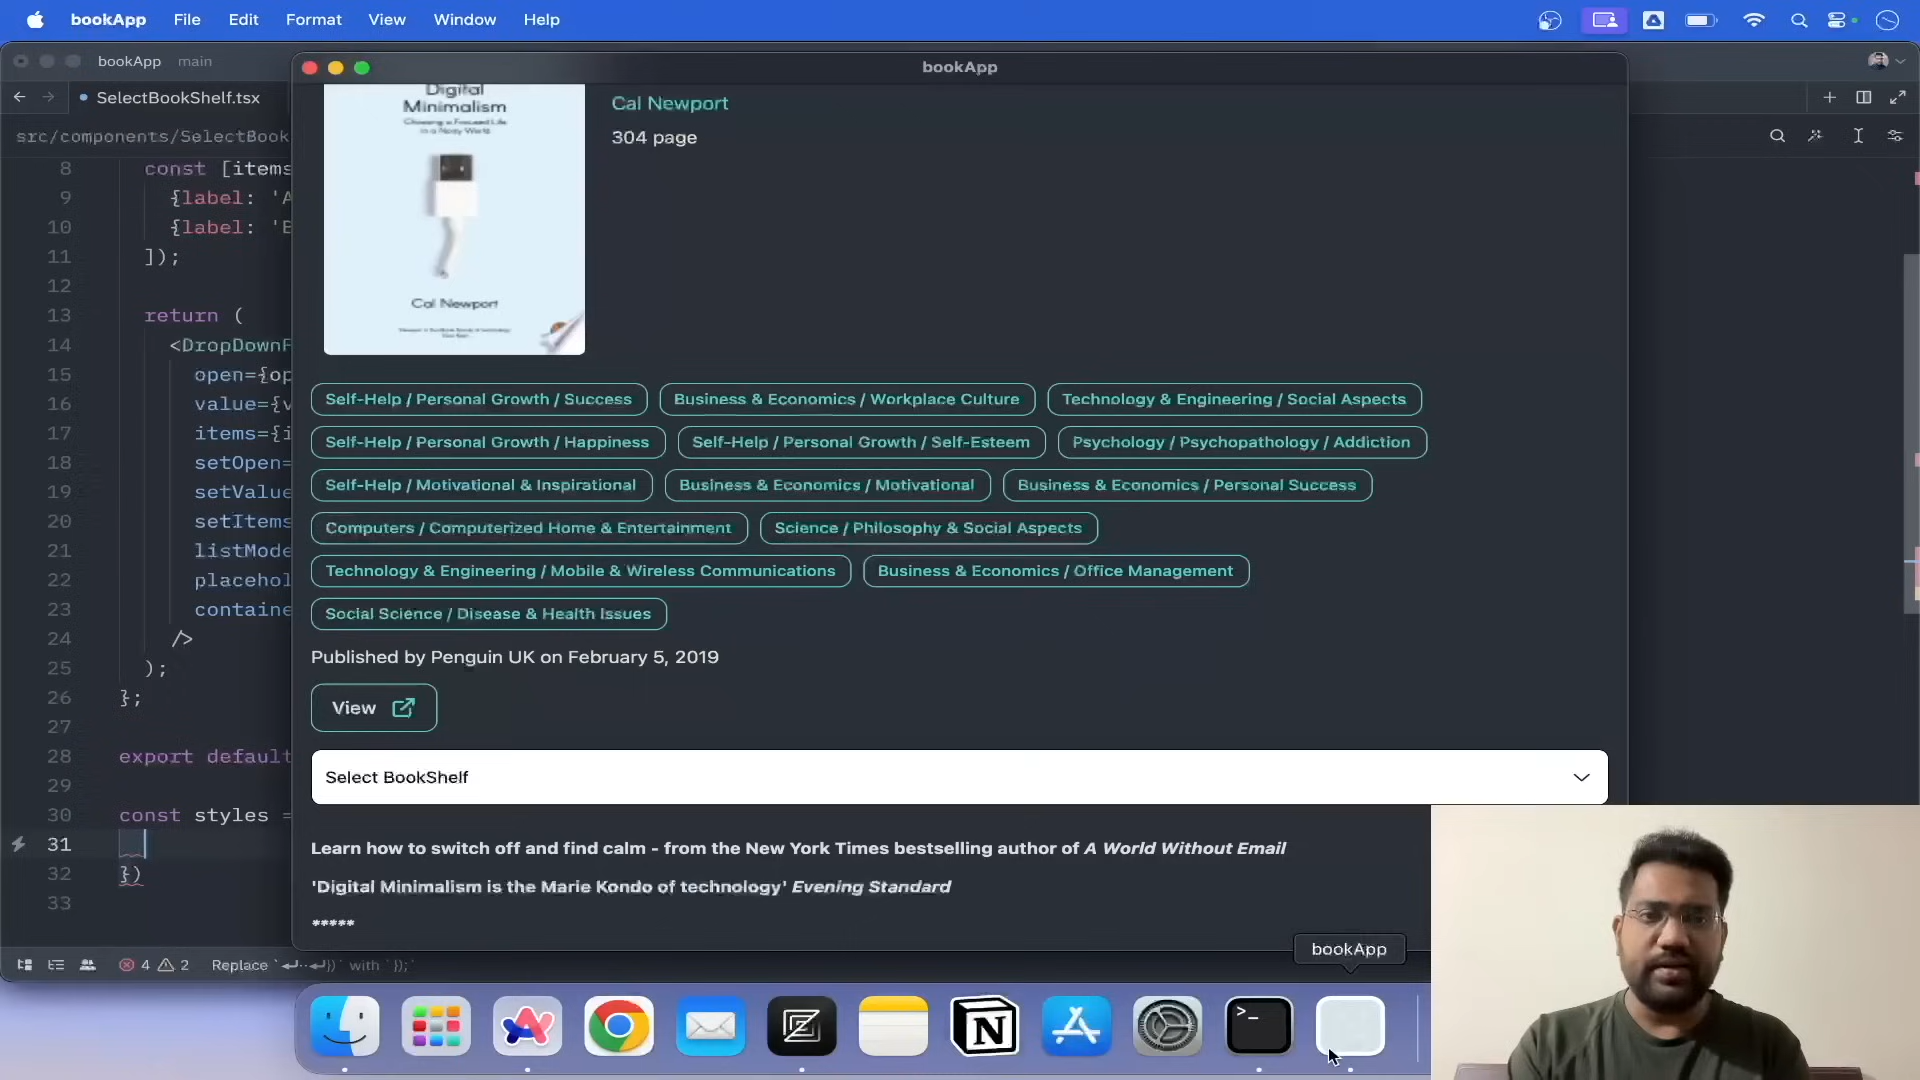 bookApp File Edit Format View Window Help
bookApp main
bookApp
SelectBookShelf.tsx
src/components/SelectBook
8 const [items
9 {label: 'A
10 {label: 'B
11 ]);
12
13 return (
14 <DropDownP
15 open={op
16 value={v
17 items={i
18 setOpen=
19 setValue
20 setItems
21 listMode
22 placehol
23 containe
24 />
25 );
26 };
27
28 export default
29
30 const styles =
31
32 })
33
4 2 Replace `↵··↵})` with `});`
Digital
Minimalism
Choosing a Focused Life
in a Noisy World
Cal Newport
Cal Newport
304 page
Self-Help / Personal Growth / Success
Business & Economics / Workplace Culture
Technology & Engineering / Social Aspects
Self-Help / Personal Growth / Happiness
Self-Help / Personal Growth / Self-Esteem
Psychology / Psychopathology / Addiction
Self-Help / Motivational & Inspirational
Business & Economics / Motivational
Business & Economics / Personal Success
Computers / Computerized Home & Entertainment
Science / Philosophy & Social Aspects
Technology & Engineering / Mobile & Wireless Communications
Business & Economics / Office Management
Social Science / Disease & Health Issues
Published by Penguin UK on February 5, 2019
View
Select BookShelf
Learn how to switch off and find calm - from the New York Times bestselling author of A World Without Email
'Digital Minimalism is the Marie Kondo of technology' Evening Standard
*****
bookApp
>_